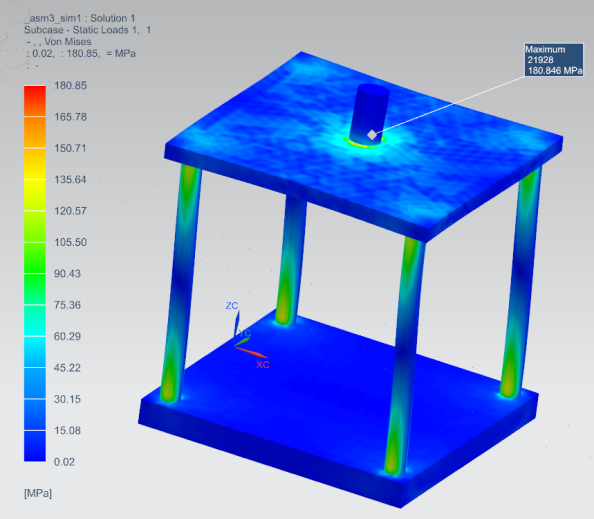 _asm3_sim1 : Solution 1
Subcase - Static Loads 1, 1
- , , Von Mises
: 0.02, : 180.85, = MPa
: -
Maximum
21928
180.846 MPa
180.85
165.78
150.71
135.64
120.57
105.50
90.43
75.36
60.29
45.22
30.15
15.08
0.02
[MPa]
ZC
YC
XC